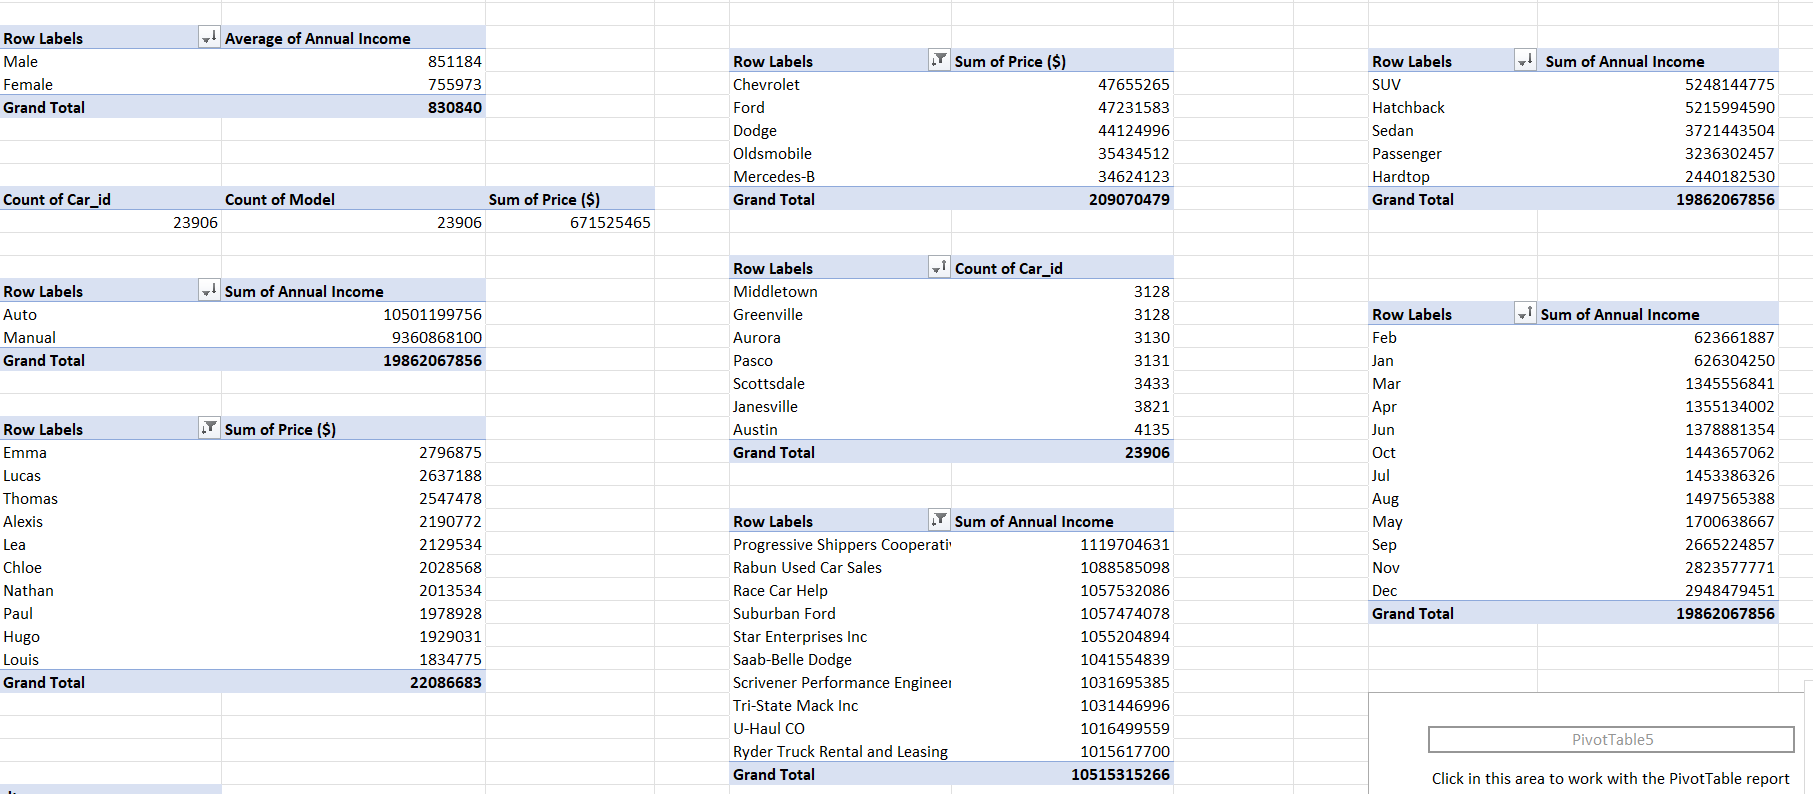 Row Labels Average of Annual Income
Male 851184
Female 755973
Grand Total 830840
Count of Car_id Count of Model Sum of Price ($)
23906 23906 671525465
Row Labels Sum of Annual Income
Auto 10501199756
Manual 9360868100
Grand Total 19862067856
Row Labels Sum of Price ($)
Emma 2796875
Lucas 2637188
Thomas 2547478
Alexis 2190772
Lea 2129534
Chloe 2028568
Nathan 2013534
Paul 1978928
Hugo 1929031
Louis 1834775
Grand Total 22086683
Row Labels Sum of Price ($)
Chevrolet 47655265
Ford 47231583
Dodge 44124996
Oldsmobile 35434512
Mercedes-B 34624123
Grand Total 209070479
Row Labels Count of Car_id
Middletown 3128
Greenville 3128
Aurora 3130
Pasco 3131
Scottsdale 3433
Janesville 3821
Austin 4135
Grand Total 23906
Row Labels Sum of Annual Income
Progressive Shippers Cooperati 1119704631
Rabun Used Car Sales 1088585098
Race Car Help 1057532086
Suburban Ford 1057474078
Star Enterprises Inc 1055204894
Saab-Belle Dodge 1041554839
Scrivener Performance Engineer 1031695385
Tri-State Mack Inc 1031446996
U-Haul CO 1016499559
Ryder Truck Rental and Leasing 1015617700
Grand Total 10515315266
Row Labels Sum of Annual Income
SUV 5248144775
Hatchback 5215994590
Sedan 3721443504
Passenger 3236302457
Hardtop 2440182530
Grand Total 19862067856
Row Labels Sum of Annual Income
Feb 623661887
Jan 626304250
Mar 1345556841
Apr 1355134002
Jun 1378881354
Oct 1443657062
Jul 1453386326
Aug 1497565388
May 1700638667
Sep 2665224857
Nov 2823577771
Dec 2948479451
Grand Total 19862067856
PivotTable5
Click in this area to work with the PivotTable report